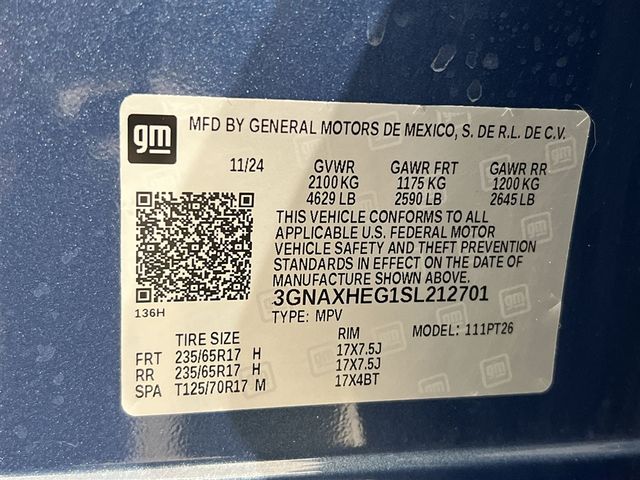 gm MFD BY GENERAL MOTORS DE MEXICO, S. DE R.L. DE C.V.
11/24 GVWR GAWR FRT GAWR RR
2100 KG 1175 KG 1200 KG
4629 LB 2590 LB 2645 LB
THIS VEHICLE CONFORMS TO ALL
APPLICABLE U.S. FEDERAL MOTOR
VEHICLE SAFETY AND THEFT PREVENTION
STANDARDS IN EFFECT ON THE DATE OF
MANUFACTURE SHOWN ABOVE.
3GNAXHEG1SL212701
136H
TYPE: MPV
TIRE SIZE RIM MODEL: 111PT26
FRT 235/65R17 H 17X7.5J
RR 235/65R17 H 17X7.5J
SPA T125/70R17 M 17X4BT